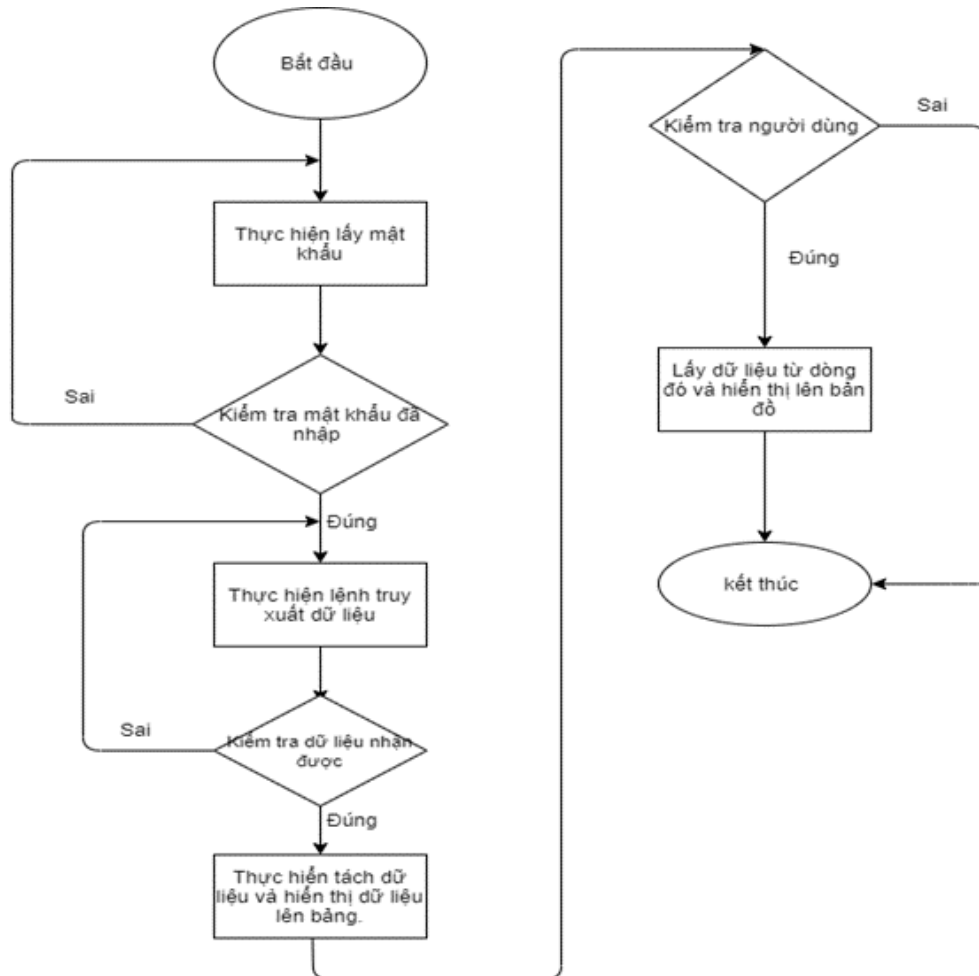 Bắt đầu
Thực hiện lấy mật
khẩu
Sai
Kiểm tra mật khẩu đã
nhập
Đúng
Thực hiện lệnh truy
xuất dữ liệu
Sai
Kiểm tra dữ liệu nhận
được
Đúng
Thực hiển tách dữ
liệu và hiển thị dữ liệu
lên bảng.
Kiểm tra người dùng
Sai
Đúng
Lấy dữ liệu từ dòng
đó và hiển thị lên bản
đồ
kết thúc